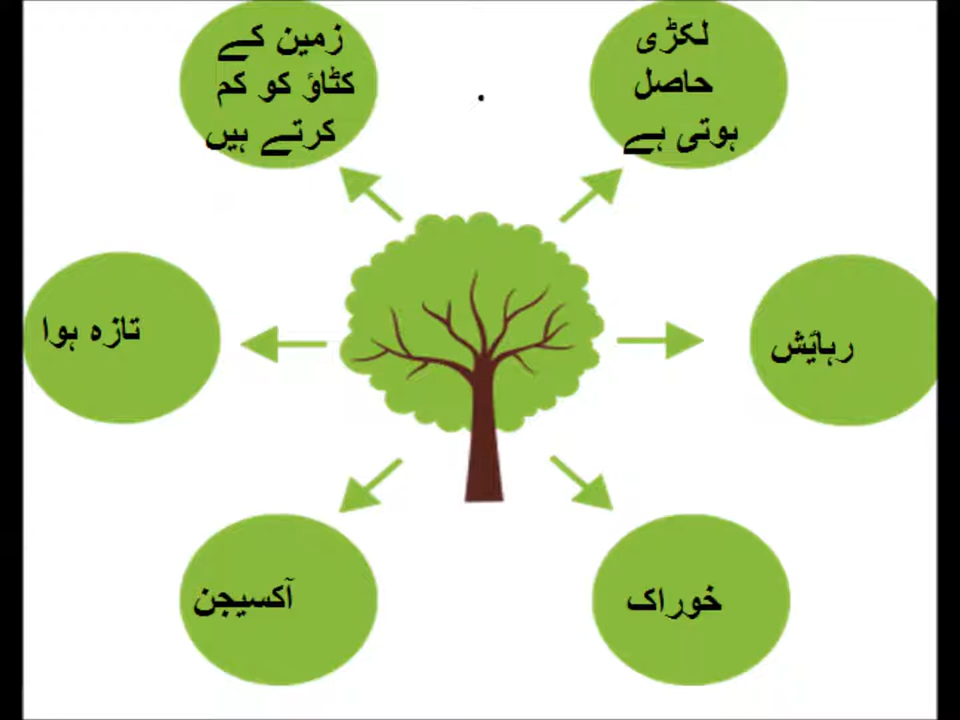 لکڑی
حاصل
ہوتی ہے
زمین کے
کٹاؤ کو کم
کرتے ہیں
رہائش
تازہ ہوا
خوراک
آکسیجن